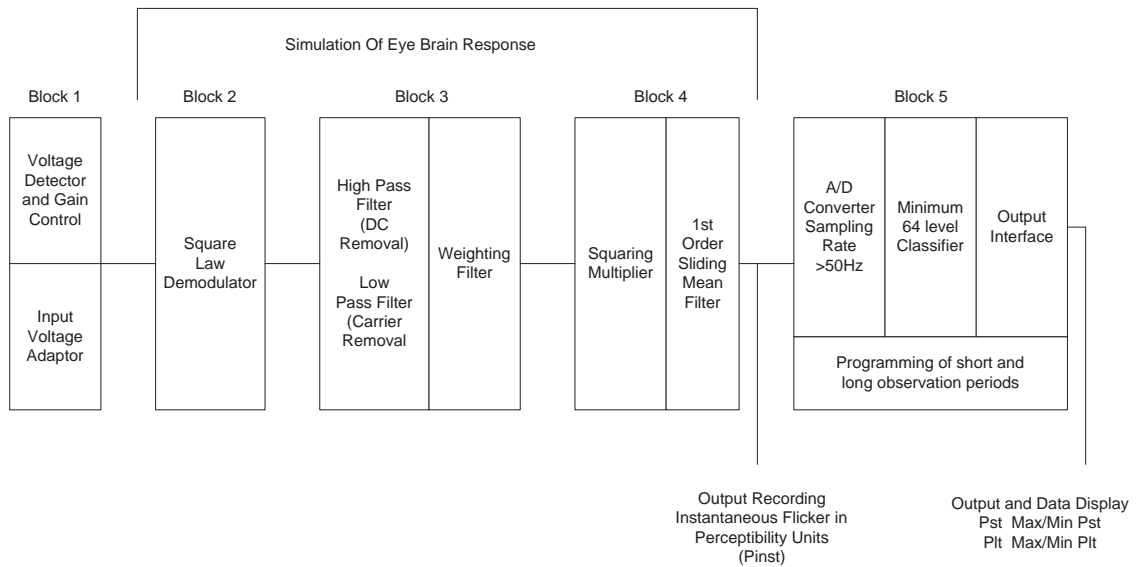 Simulation Of Eye Brain Response
Block 1
Block 2
Block 3
Block 4
Block 5
Voltage
Detector
and Gain
Control
Input
Voltage
Adaptor
Square
Law
Demodulator
High Pass
Filter
(DC
Removal)
Low
Pass Filter
(Carrier
Removal
Weighting
Filter
Squaring
Multiplier
1st
Order
Sliding
Mean
Filter
A/D
Converter
Sampling
Rate
>50Hz
Minimum
64 level
Classifier
Output
Interface
Programming of short and
long observation periods
Output Recording
Instantaneous Flicker in
Perceptibility Units
(Pinst)
Output and Data Display
Pst Max/Min Pst
Plt Max/Min Plt